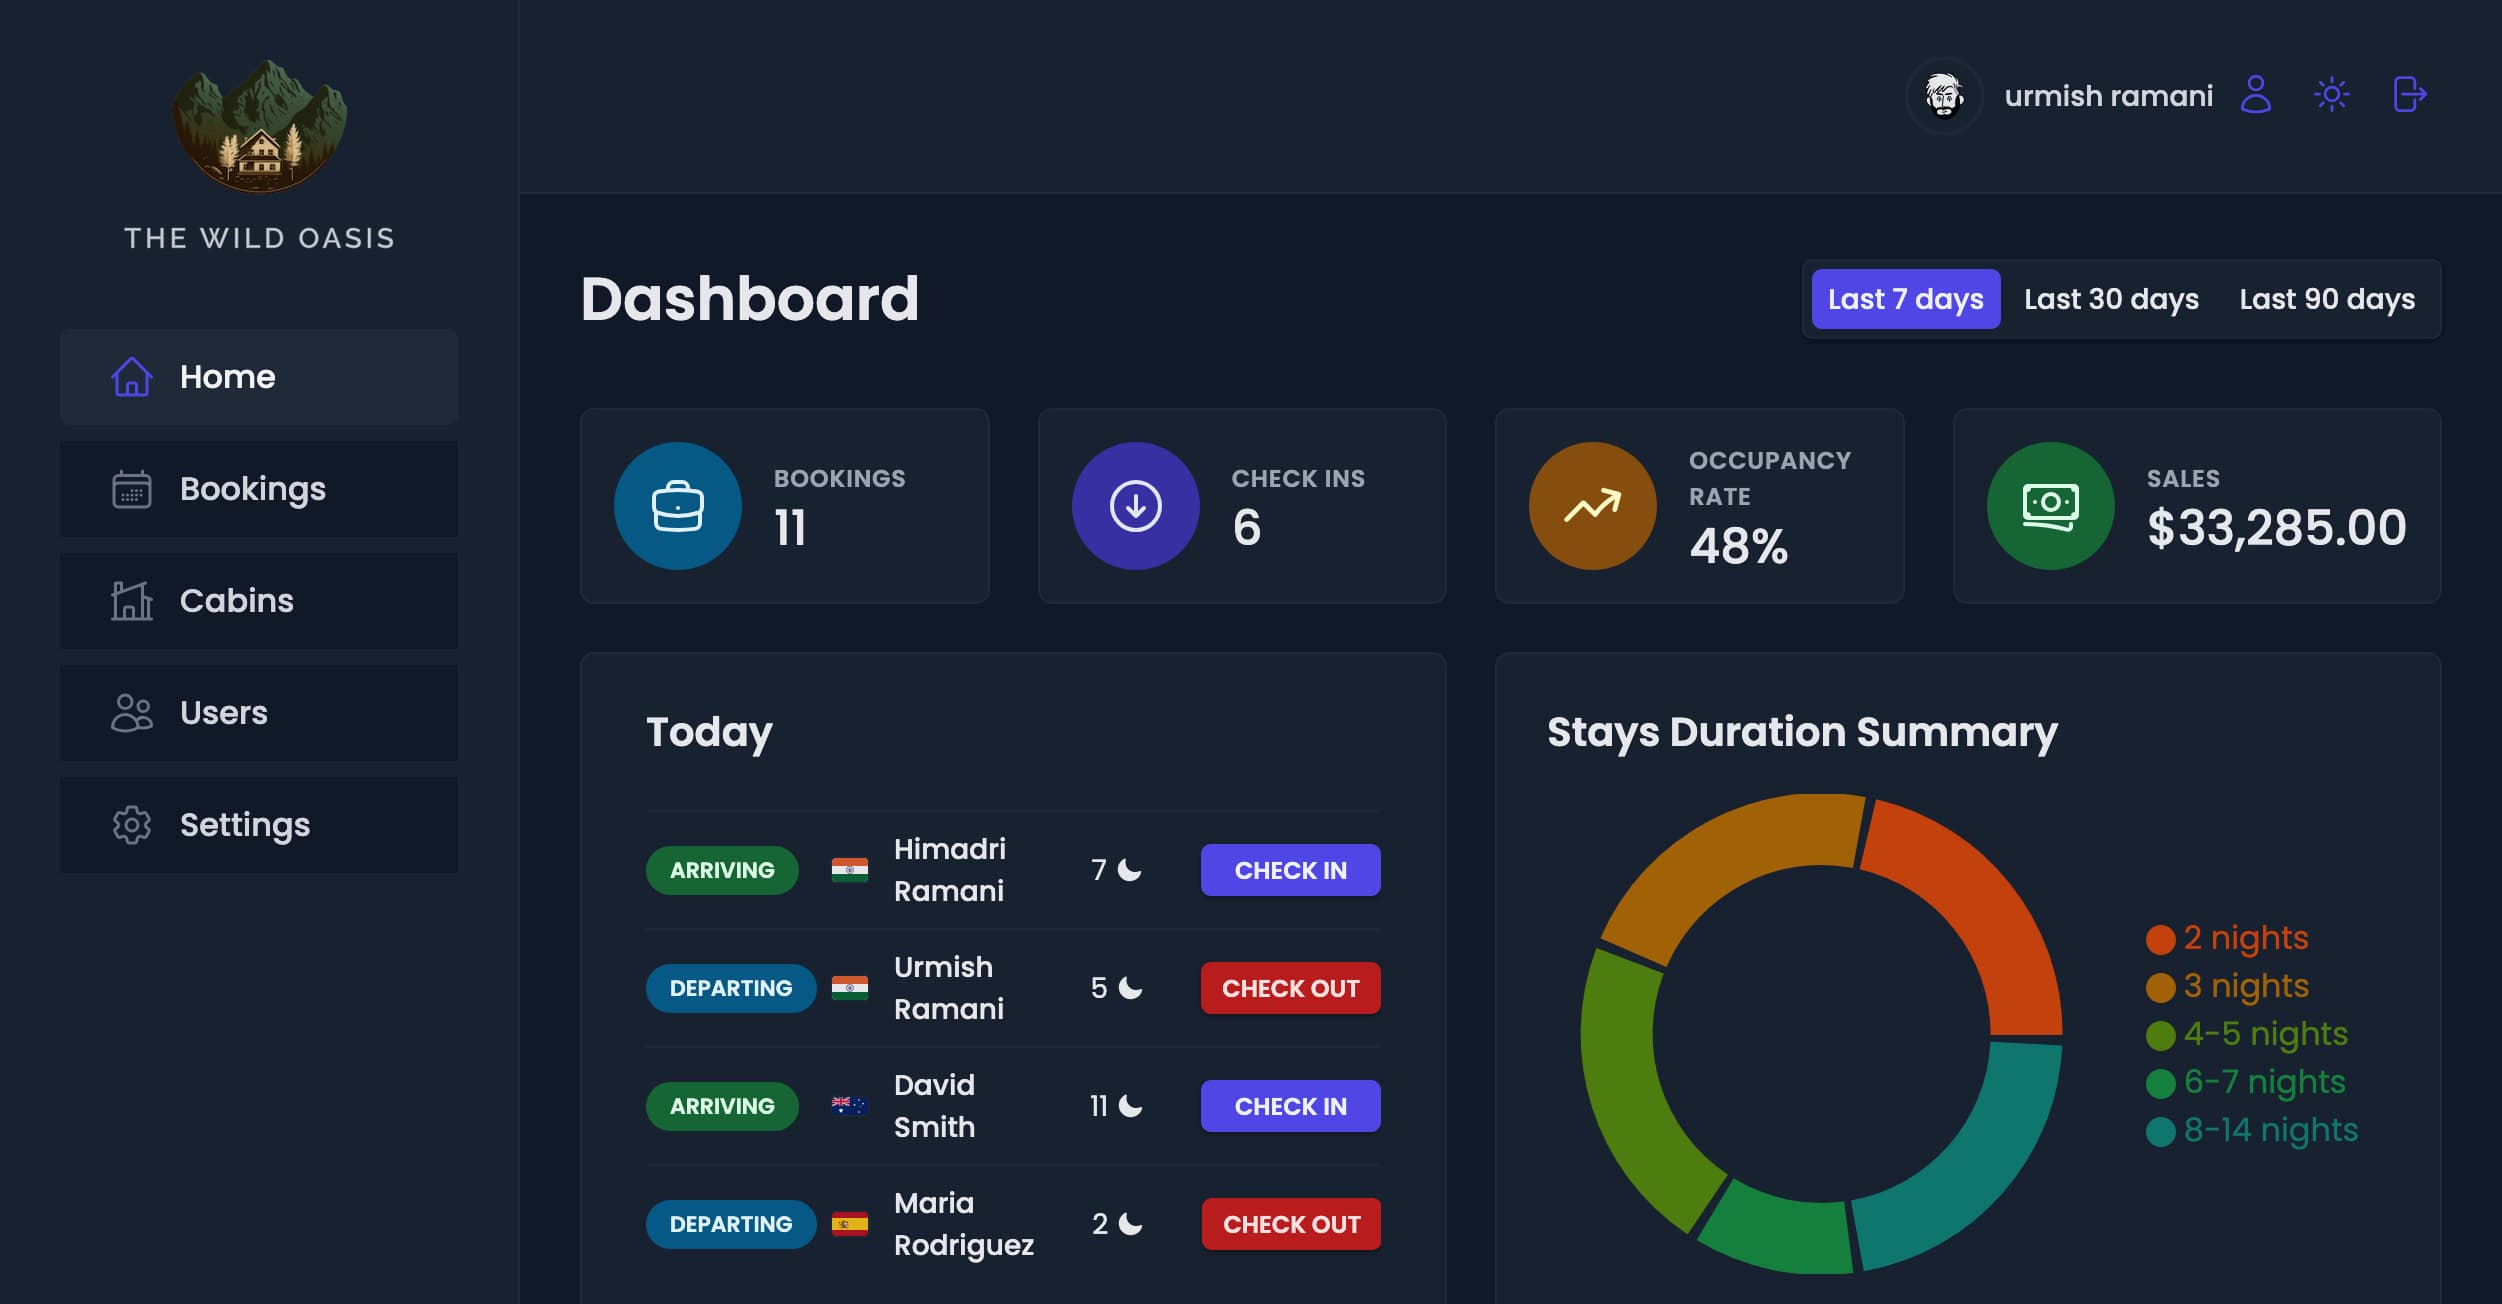 THE WILD OASIS
Home
Bookings
Cabins
Users
Settings
urmish ramani
Dashboard
Last 7 days
Last 30 days
Last 90 days
BOOKINGS
11
CHECK INS
6
OCCUPANCY
RATE
48%
SALES
$33,285.00
Today
ARRIVING
Himadri
Ramani
7
CHECK IN
DEPARTING
Urmish
Ramani
5
CHECK OUT
ARRIVING
David
Smith
11
CHECK IN
DEPARTING
Maria
Rodriguez
2
CHECK OUT
Stays Duration Summary
2 nights
3 nights
4-5 nights
6-7 nights
8-14 nights